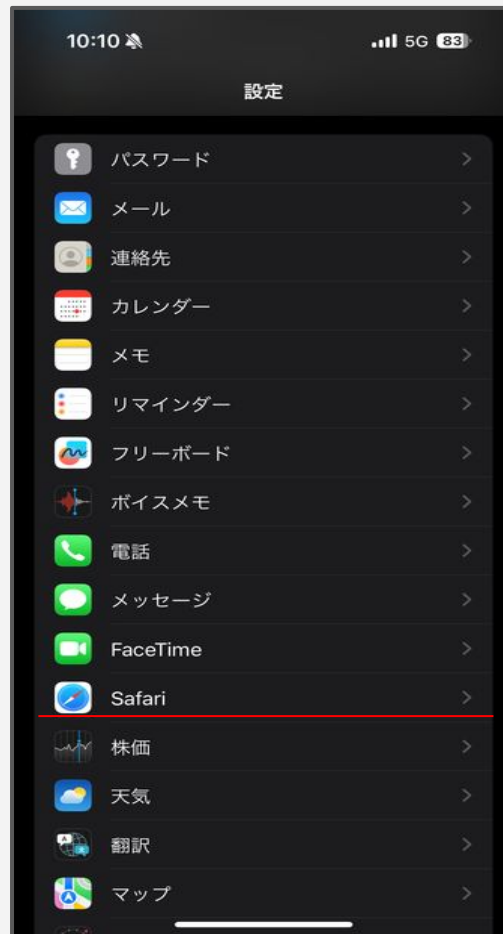 10:10 5G 83
設定
パスワード
メール
連絡先
カレンダー
メモ
リマインダー
フリーボード
ボイスメモ
電話
メッセージ
FaceTime
Safari
株価
天気
翻訳
マップ